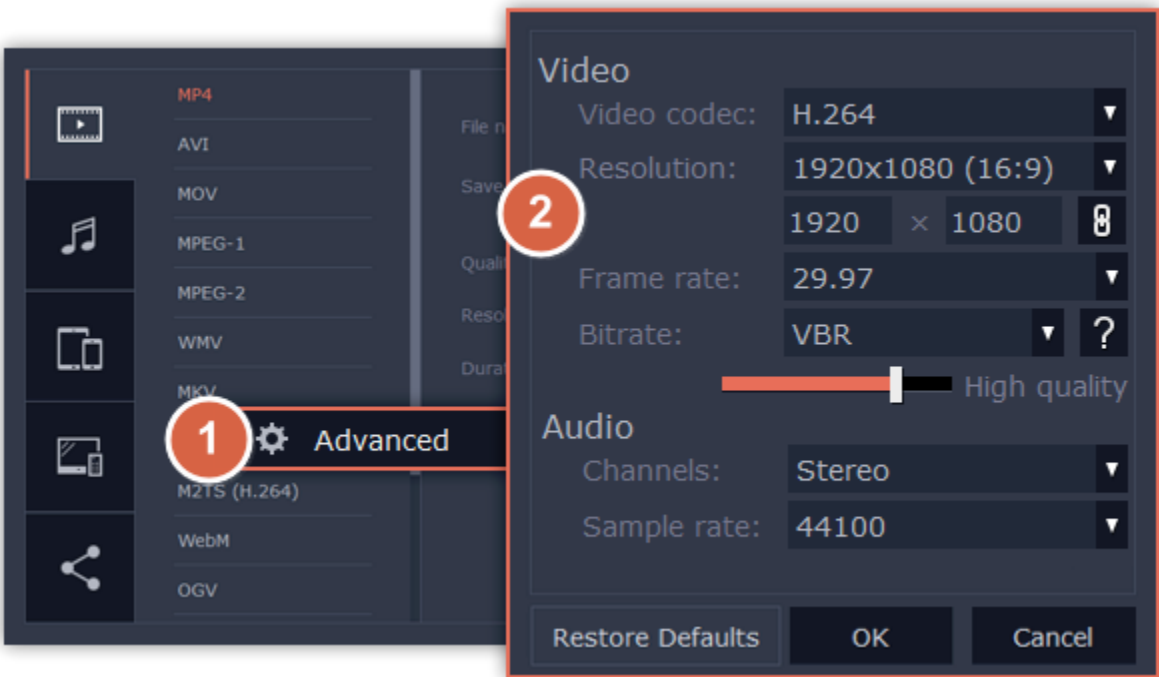 MP4
AVI
MOV
MPEG-1
MPEG-2
WMV
MKV
M2TS (H.264)
WebM
OGV
File n
Save
Quali
Resol
Durat
1
Advanced
2
Video
Video codec: H.264
Resolution: 1920x1080 (16:9)
1920 × 1080
Frame rate: 29.97
Bitrate: VBR ?
High quality
Audio
Channels: Stereo
Sample rate: 44100
Restore Defaults OK Cancel